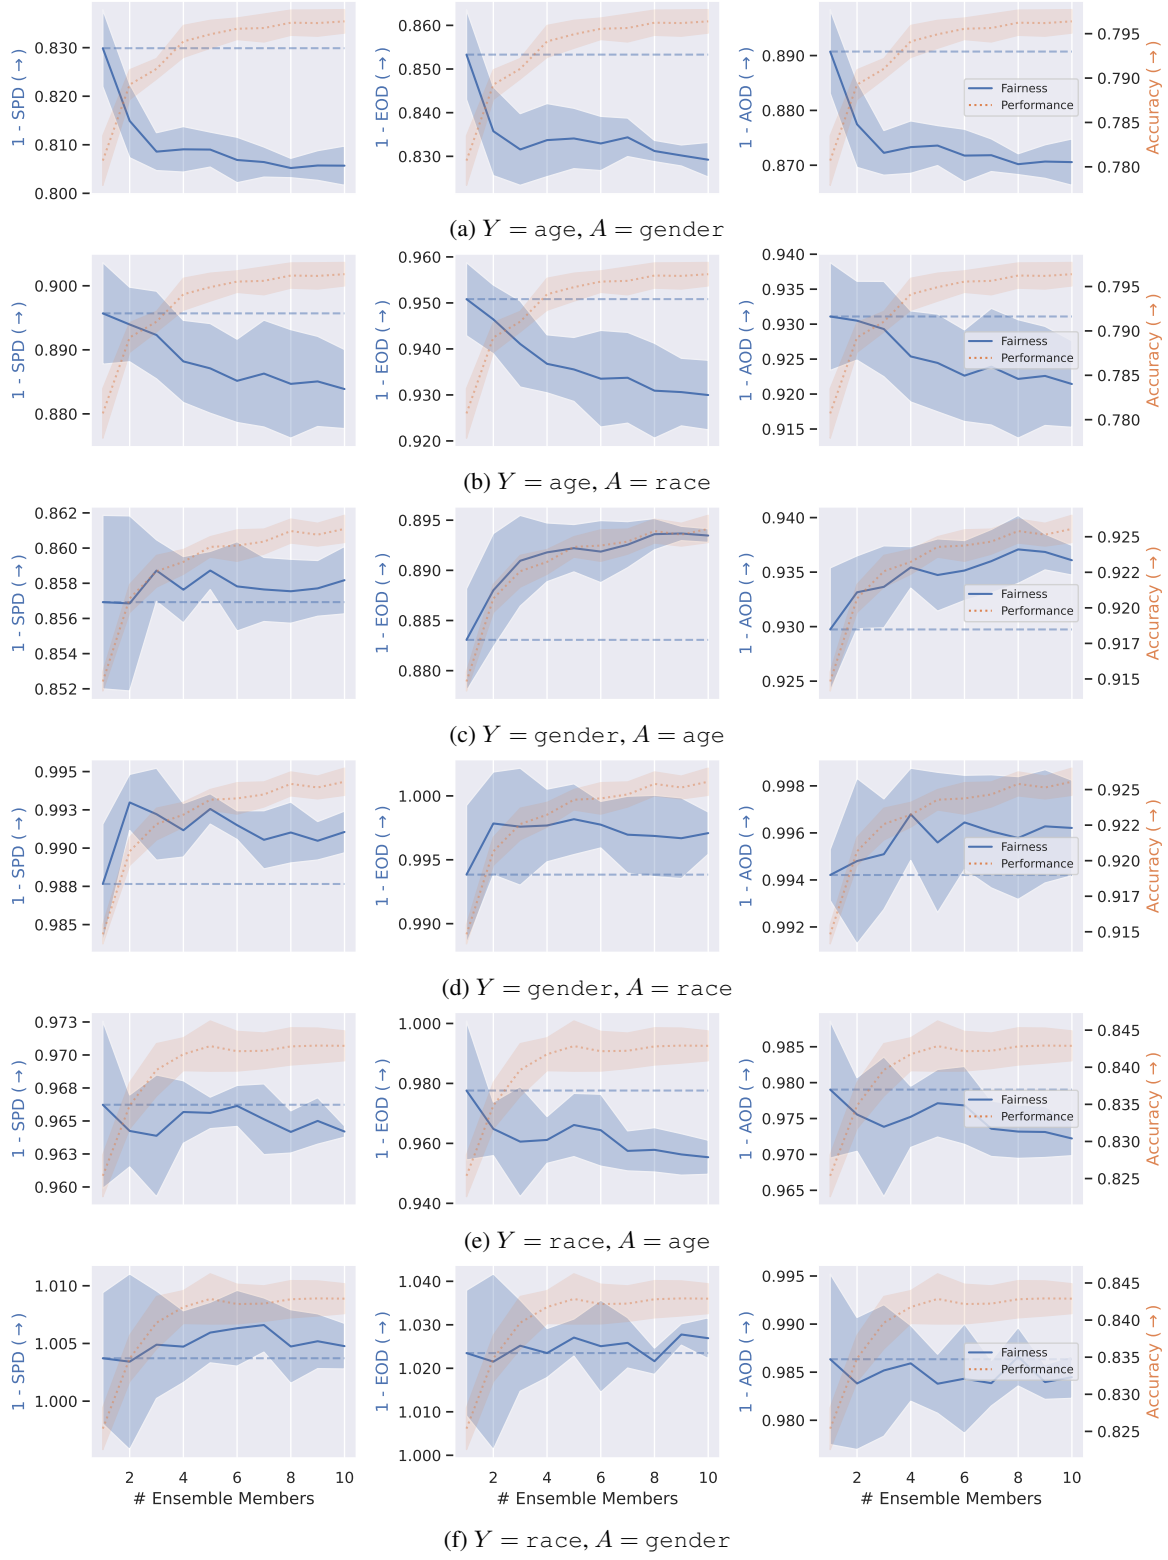 1 - SPD (→)
0.830
0.820
0.810
0.800
1 - EOD (→)
0.860
0.850
0.840
0.830
1 - AOD (→)
0.890
0.880
0.870
Fairness
Performance
0.795
0.790
0.785
0.780
Accuracy (→)
(a) Y = age, A = gender
1 - SPD (→)
0.900
0.890
0.880
1 - EOD (→)
0.960
0.950
0.940
0.930
0.920
1 - AOD (→)
0.940
0.935
0.930
0.925
0.920
0.915
Fairness
Performance
0.795
0.790
0.785
0.780
Accuracy (→)
(b) Y = age, A = race
1 - SPD (→)
0.862
0.860
0.858
0.856
0.854
0.852
1 - EOD (→)
0.895
0.890
0.885
0.880
1 - AOD (→)
0.940
0.935
0.930
0.925
Fairness
Performance
0.925
0.922
0.920
0.917
0.915
Accuracy (→)
(c) Y = gender, A = age
1 - SPD (→)
0.995
0.993
0.990
0.988
0.985
1 - EOD (→)
1.000
0.995
0.990
1 - AOD (→)
0.998
0.996
0.994
0.992
Fairness
Performance
0.925
0.922
0.920
0.919
0.915
Accuracy (→)
(d) Y = gender, A = race
1 - SPD (→)
0.973
0.970
0.968
0.965
0.963
0.960
1 - EOD (→)
1.000
0.980
0.960
0.940
1 - AOD (→)
0.985
0.980
0.975
0.970
0.965
Fairness
Performance
0.845
0.840
0.835
0.830
0.825
Accuracy (→)
(e) Y = race, A = age
1 - SPD (→)
1.010
1.005
1.000
2 4 6 8 10
# Ensemble Members
1 - EOD (→)
1.040
1.030
1.020
1.010
1.000
2 4 6 8 10
# Ensemble Members
1 - AOD (→)
0.995
0.990
0.985
0.980
Fairness
Performance
0.845
0.840
0.835
0.830
0.825
Accuracy (→)
2 4 6 8 10
# Ensemble Members
(f) Y = race, A = gender